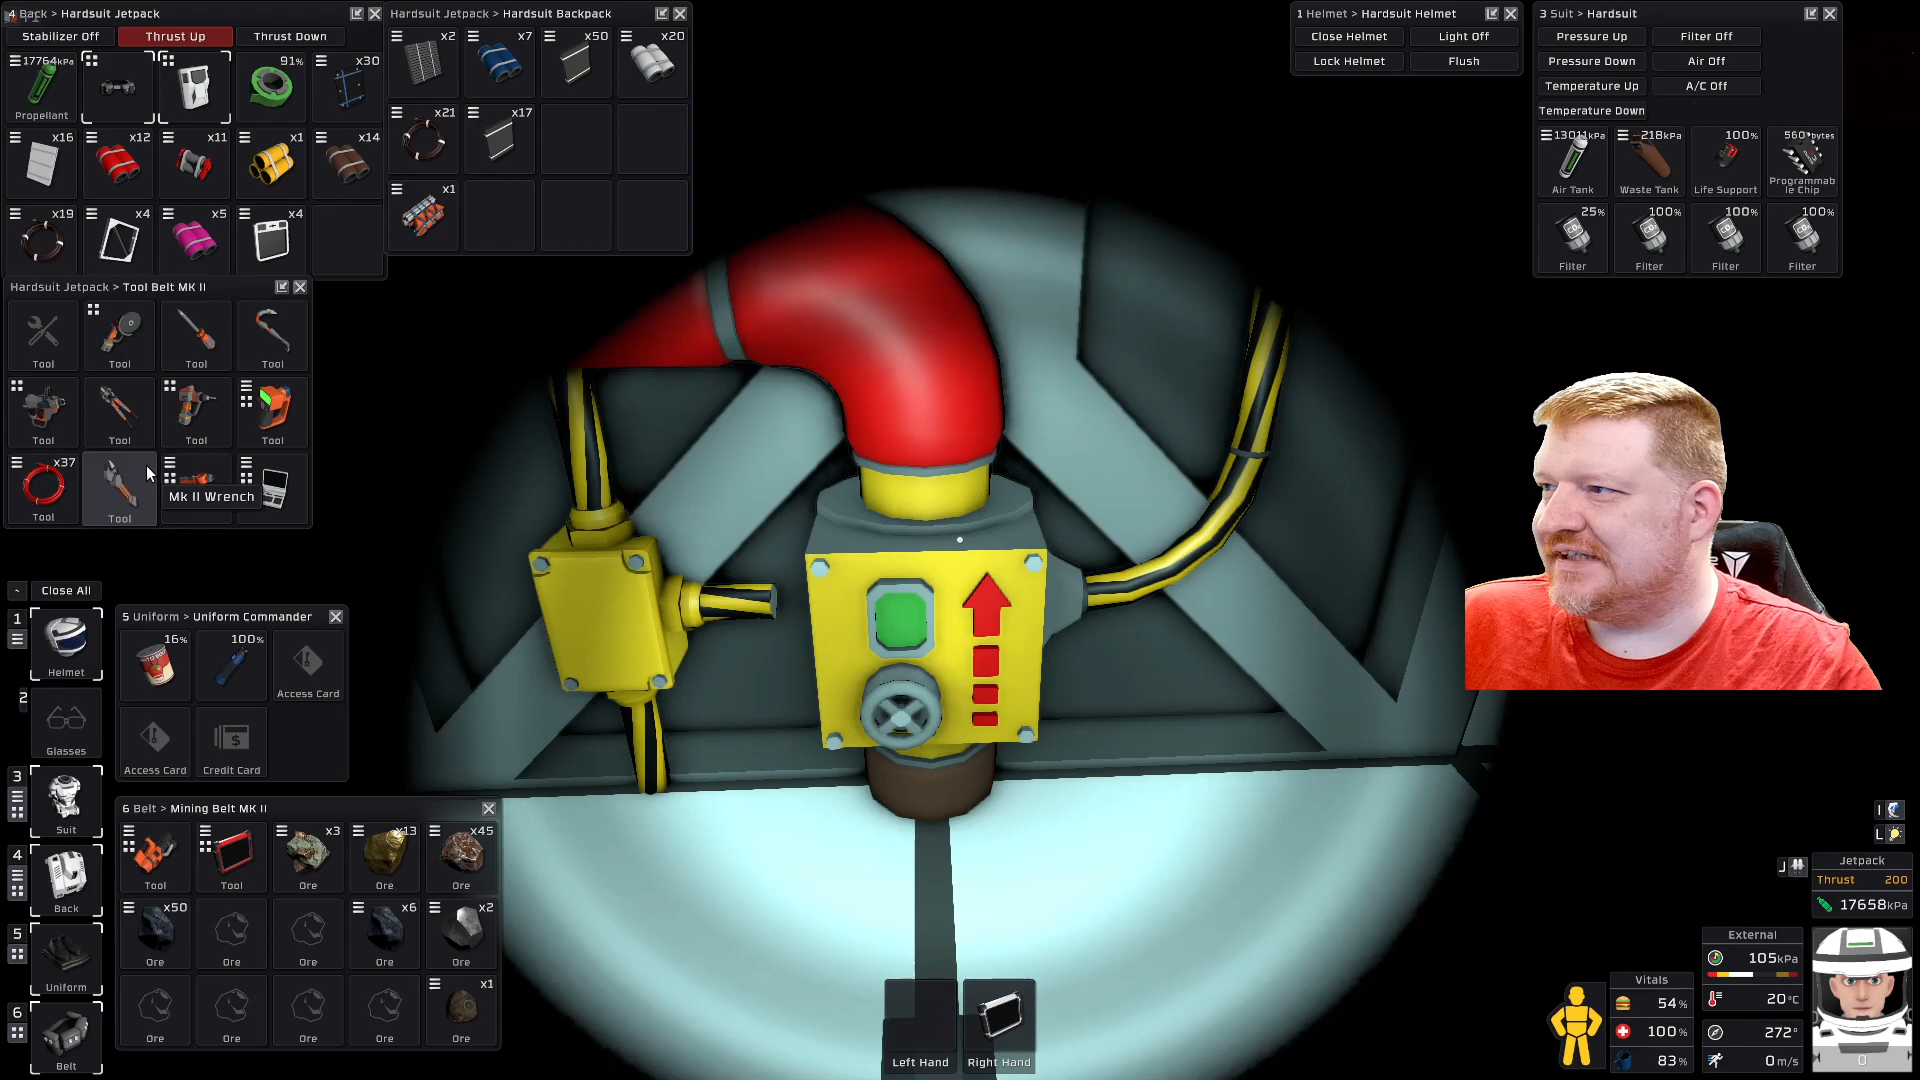 4 Back > Hardsuit Jetpack
Stabilizer Off
Thrust Up
Thrust Down
17764kPa
Propellant
91%
x30
x16
x12
x11
x1
x14
x19
x4
x5
x4
Hardsuit Jetpack > Hardsuit Backpack
x2
x7
x50
x20
x21
x17
x1
1 Helmet > Hardsuit Helmet
Close Helmet
Light Off
Lock Helmet
Flush
3 Suit > Hardsuit
Pressure Up
Filter Off
Pressure Down
Air Off
Temperature Up
A/C Off
Temperature Down
13011kPa
Air Tank
-218kPa
Waste Tank
100%
Life Support
560 bytes
Programmab
le Chip
25%
Filter
100%
Filter
100%
Filter
100%
Filter
Hardsuit Jetpack > Tool Belt MK II
Tool
Tool
Tool
Tool
Tool
Tool
Tool
Tool
x37
Tool
Tool
Mk II Wrench
~
Close All
1
Helmet
2
Glasses
3
Suit
4
Back
5
Uniform
6
Belt
5 Uniform > Uniform Commander
16%
100%
Access Card
Access Card
Credit Card
6 Belt > Mining Belt MK II
Tool
Tool
x3
Ore
x13
Ore
x45
Ore
x50
Ore
Ore
Ore
x6
Ore
x2
Ore
Ore
Ore
Ore
Ore
x1
Ore
Left Hand
Right Hand
I
L
J
Jetpack
Thrust 200
17658kPa
External
105kPa
20°C
272°
0m/s
Vitals
54%
100%
83%
0